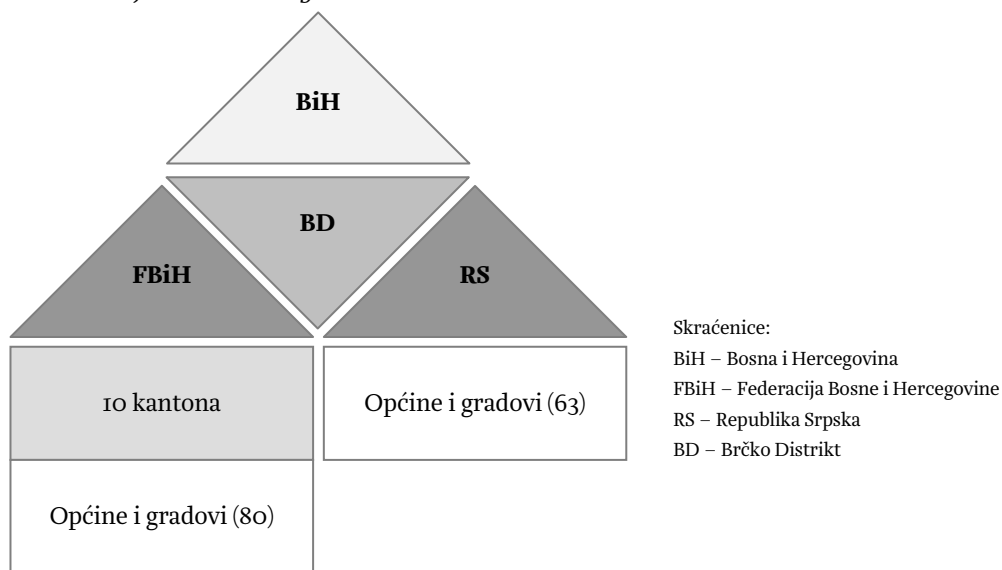 BiH
BD
FBiH
RS
10 kantona
Općine i gradovi (63)
Općine i gradovi (80)
Skraćenice:
BiH – Bosna i Hercegovina
FBiH – Federacija Bosne i Hercegovine
RS – Republika Srpska
BD – Brčko Distrikt